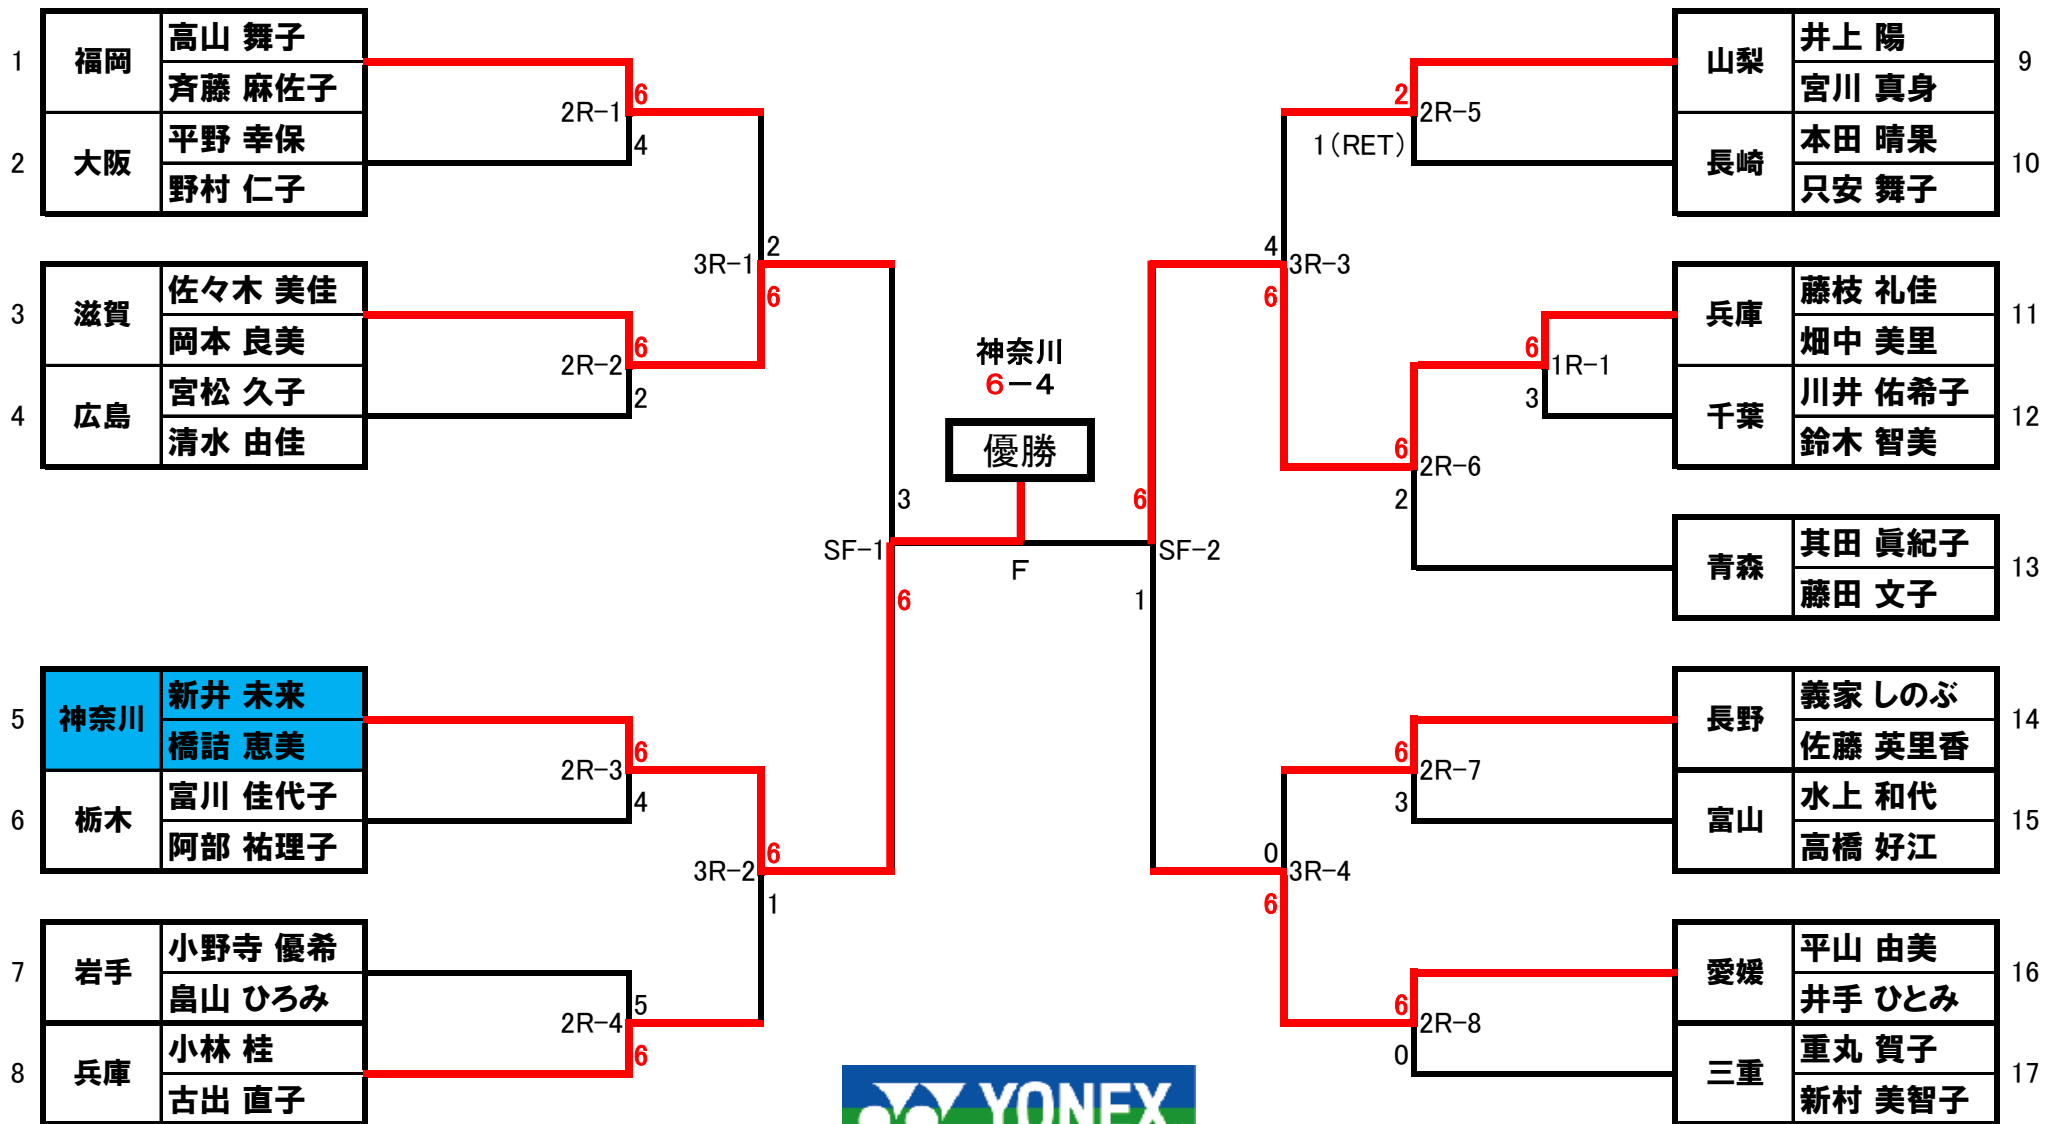 1
福岡
高山 舞子
斉藤 麻佐子
2
大阪
平野 幸保
野村 仁子
2R-1
6
4
3
滋賀
佐々木 美佳
岡本 良美
4
広島
宮松 久子
清水 由佳
2R-2
6
2
3R-1
2
6
5
神奈川
新井 未来
橋詰 恵美
6
栃木
富川 佳代子
阿部 祐理子
2R-3
6
4
7
岩手
小野寺 優希
畠山 ひろみ
8
兵庫
小林 桂
古出 直子
2R-4
5
6
3R-2
6
1
SF-1
3
6
神奈川
6-4
優勝
F
SF-2
6
1
3R-3
4
6
2R-5
2
1(RET)
山梨
井上 陽
宮川 真身
9
長崎
本田 晴果
只安 舞子
10
1R-1
6
3
兵庫
藤枝 礼佳
畑中 美里
11
千葉
川井 佑希子
鈴木 智美
12
2R-6
6
2
青森
其田 眞紀子
藤田 文子
13
3R-4
0
6
2R-7
6
3
長野
義家 しのぶ
佐藤 英里香
14
富山
水上 和代
高橋 好江
15
2R-8
6
0
愛媛
平山 由美
井手 ひとみ
16
三重
重丸 賀子
新村 美智子
17
YONEX